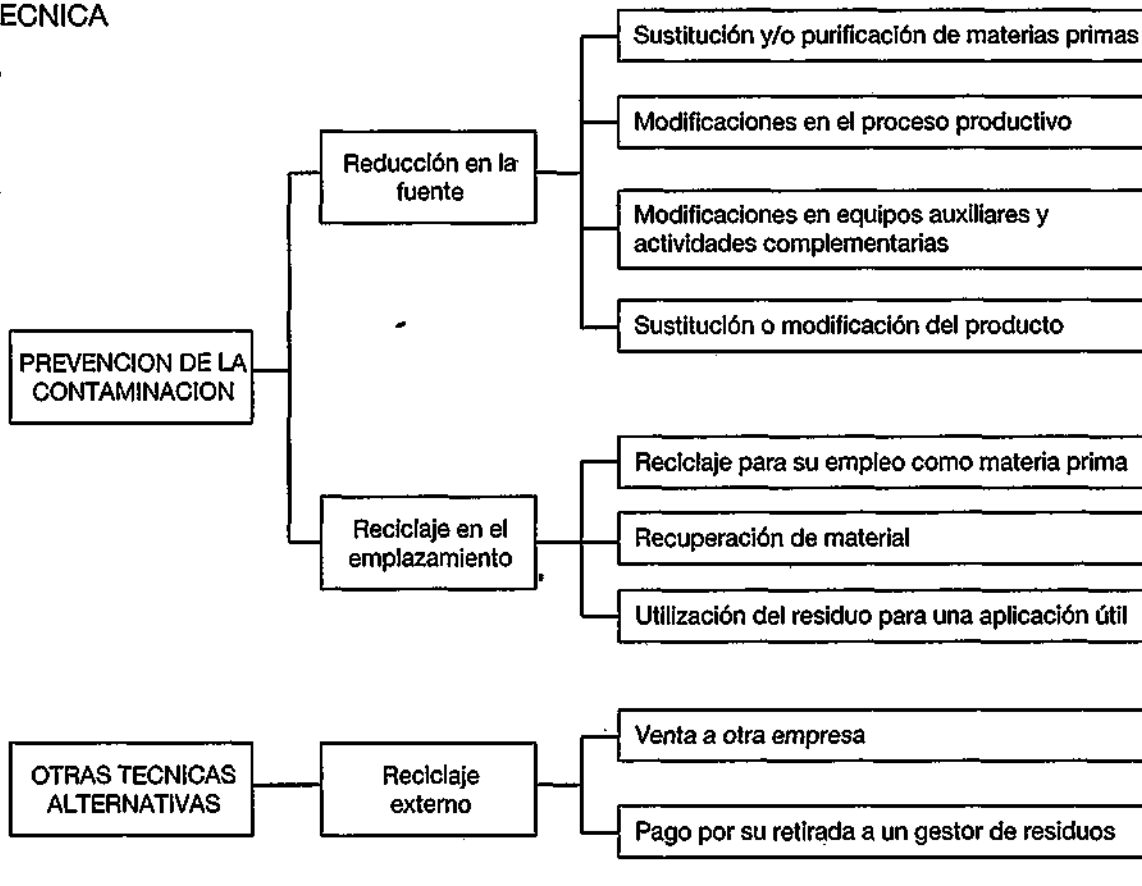 ECNICA
Sustitución y/o purificación de materias primas
Modificaciones en el proceso productivo
Reducción en la
fuente
Modificaciones en equipos auxiliares y
actividades complementarias
Sustitución o modificación del producto
PREVENCION DE LA
CONTAMINACION
Reciclaje para su empleo como materia prima
Reciclaje en el
emplazamiento
Recuperación de material
Utilización del residuo para una aplicación útil
Venta a otra empresa
OTRAS TECNICAS
ALTERNATIVAS
Reciclaje
externo
Pago por su retirada a un gestor de residuos